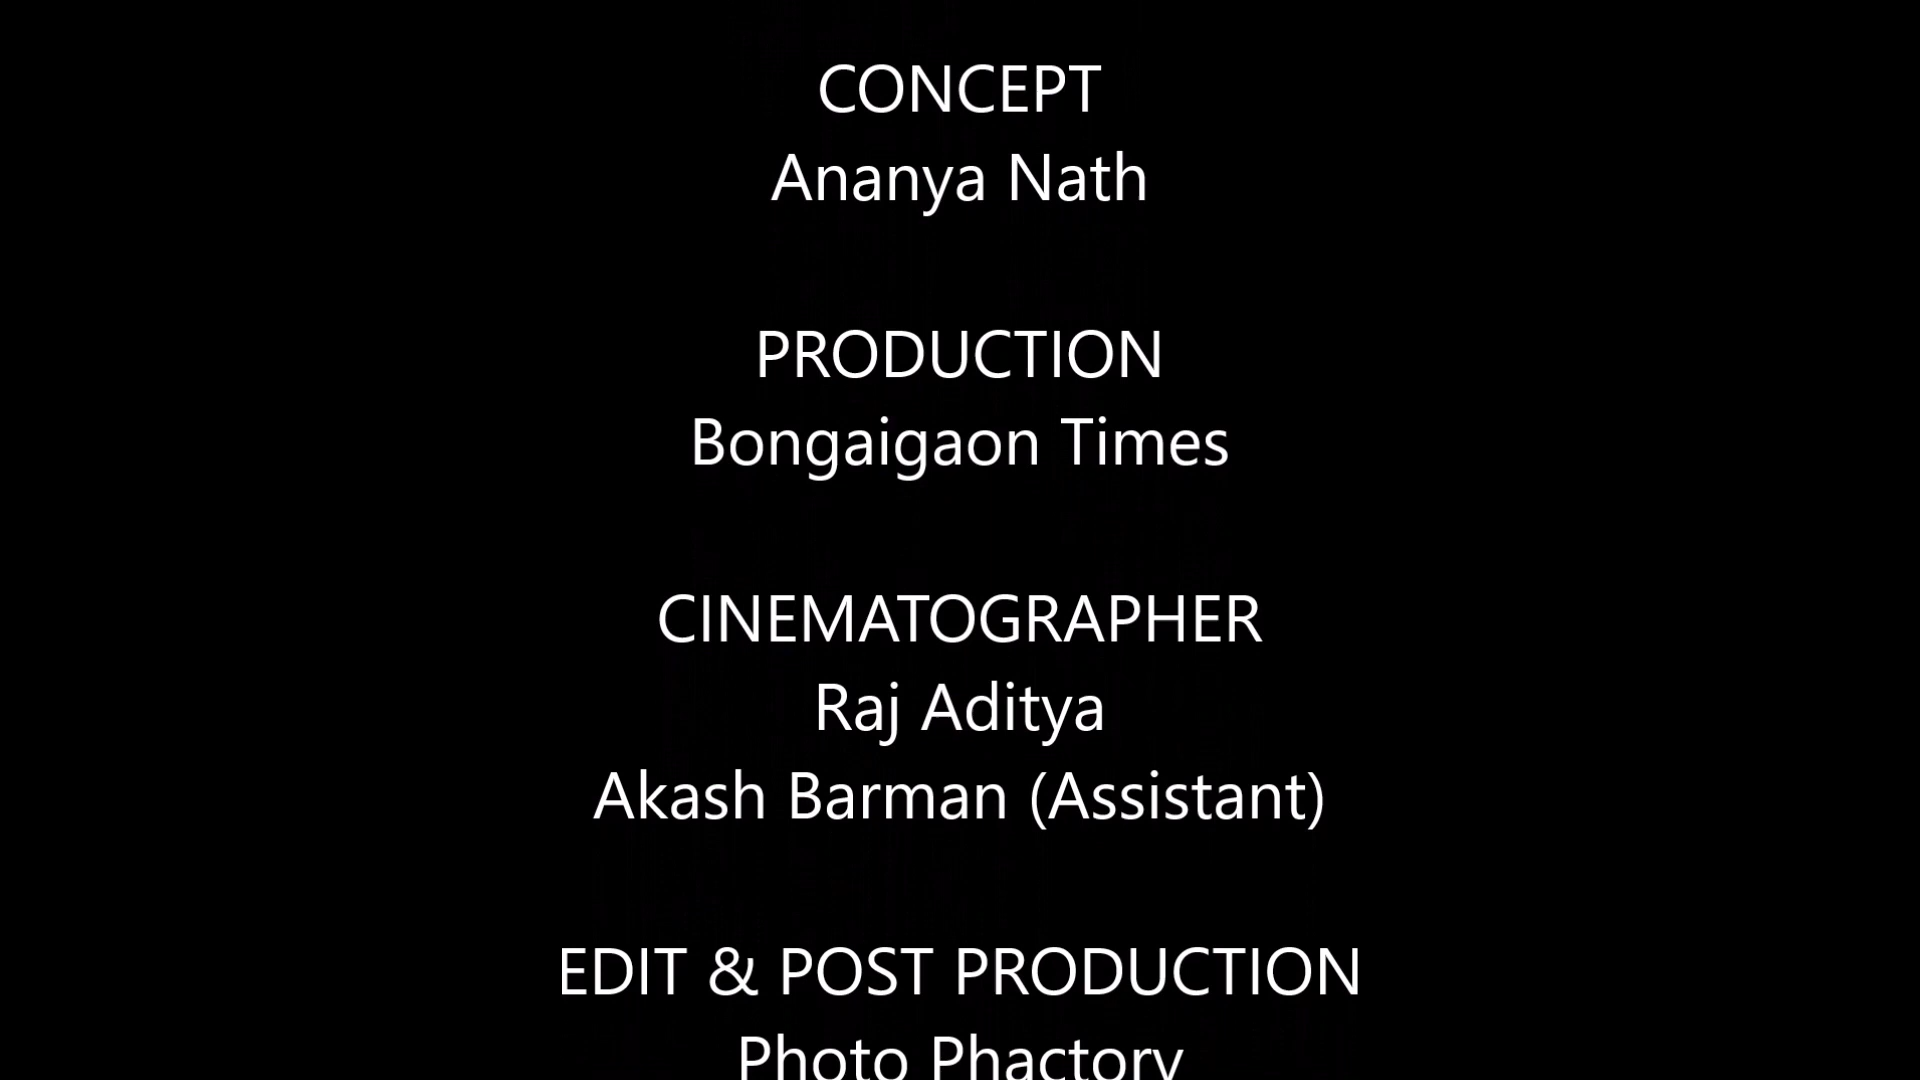 CONCEPT
Ananya Nath
PRODUCTION
Bongaigaon Times
CINEMATOGRAPHER
Raj Aditya
Akash Barman (Assistant)
EDIT & POST PRODUCTION
Photo Phactory